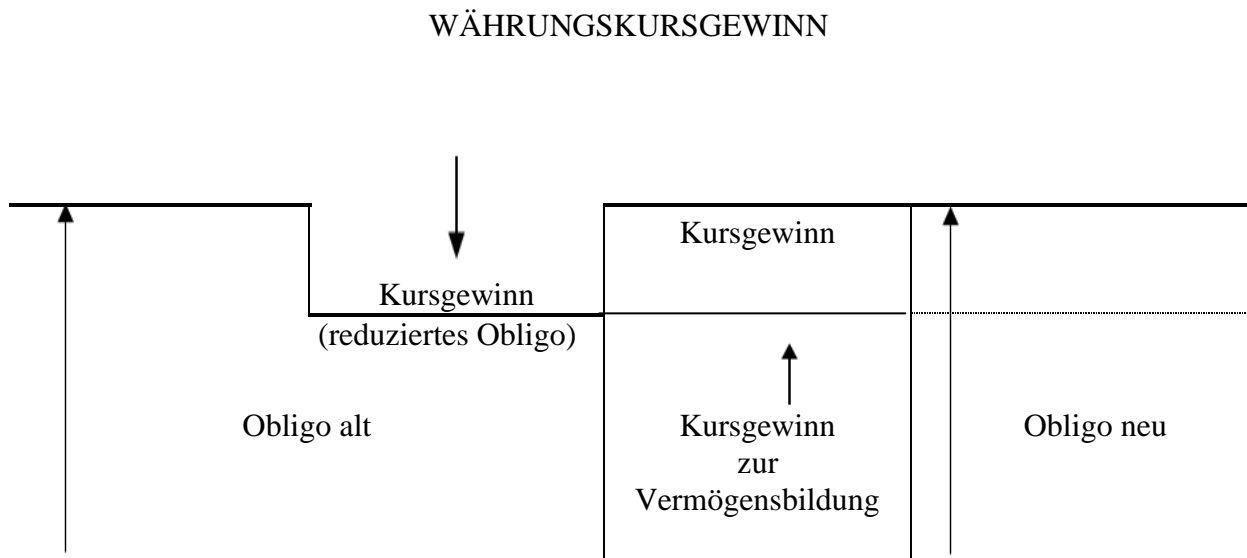 WÄHRUNGSKURSGEWINN
Kursgewinn
(reduziertes Obligo)
Obligo alt
Kursgewinn
Kursgewinn
zur
Vermögensbildung
Obligo neu